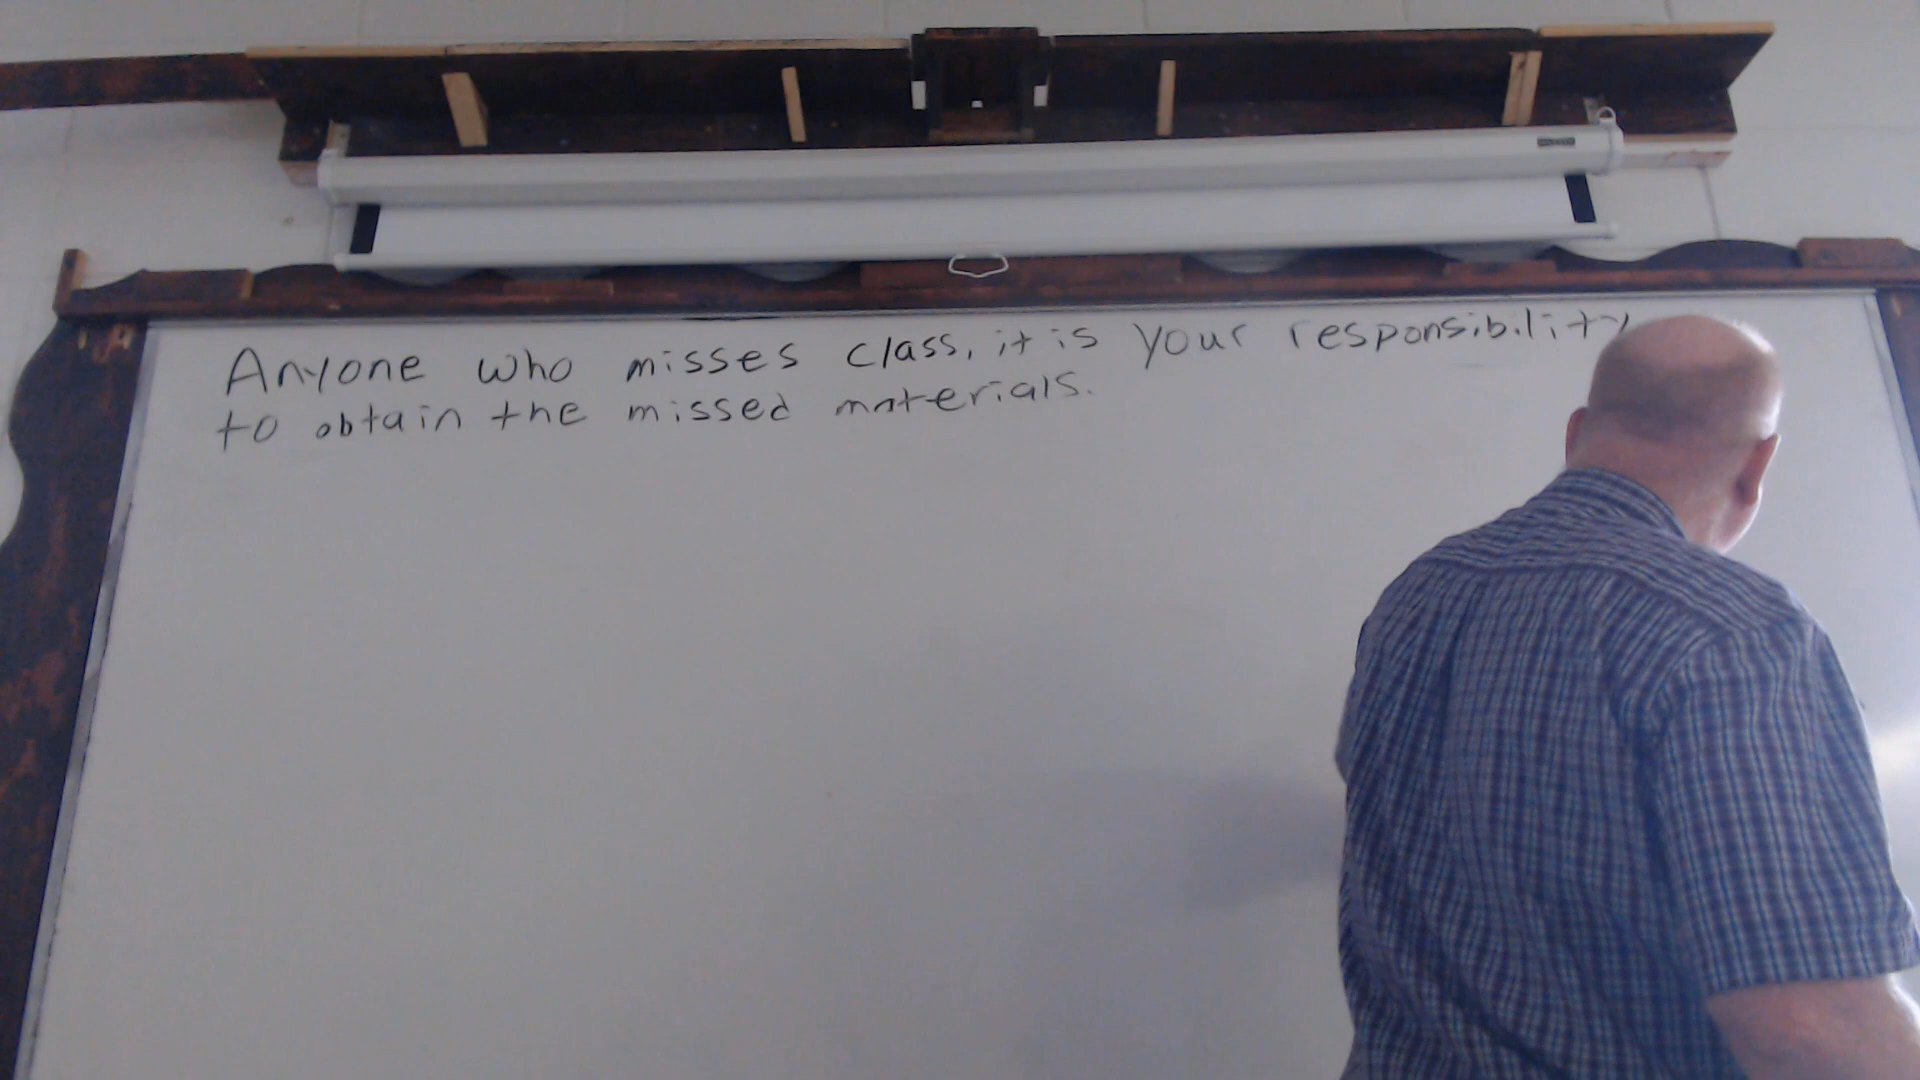 Anyone who misses class, it is your responsibility
to obtain the missed materials.